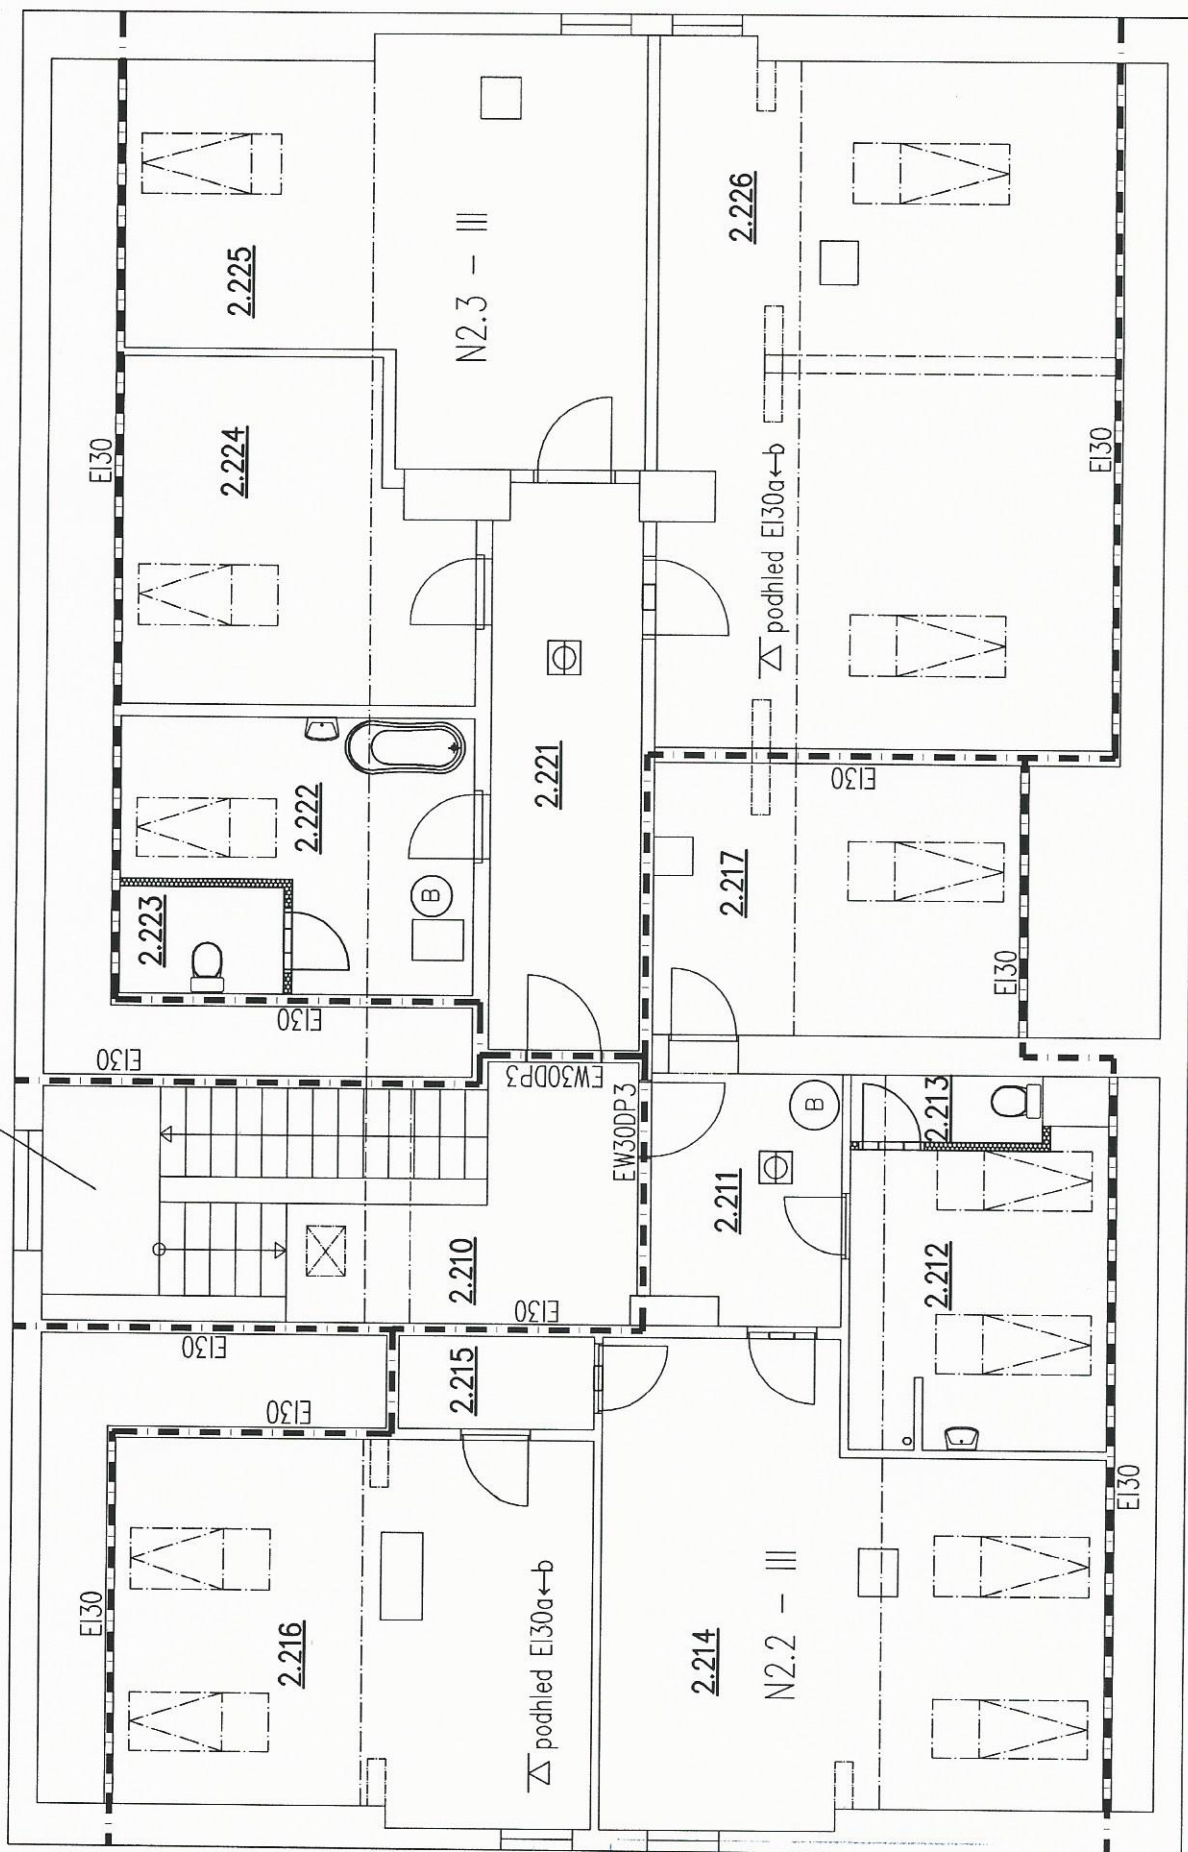 EI30
2.225
N2.3 - III
2.226
EI30
2.224
podhled EI30a←b
EI30
2.222
2.221
2.223
B
2.217
EI30
EI30
EI30
EI30
EW30DP3
EW30DP3
2.213
B
2.211
2.212
2.210
EI30
EI30
2.215
EI30
EI30
2.216
podhled EI30a←b
2.214
N2.2 - III
EI30